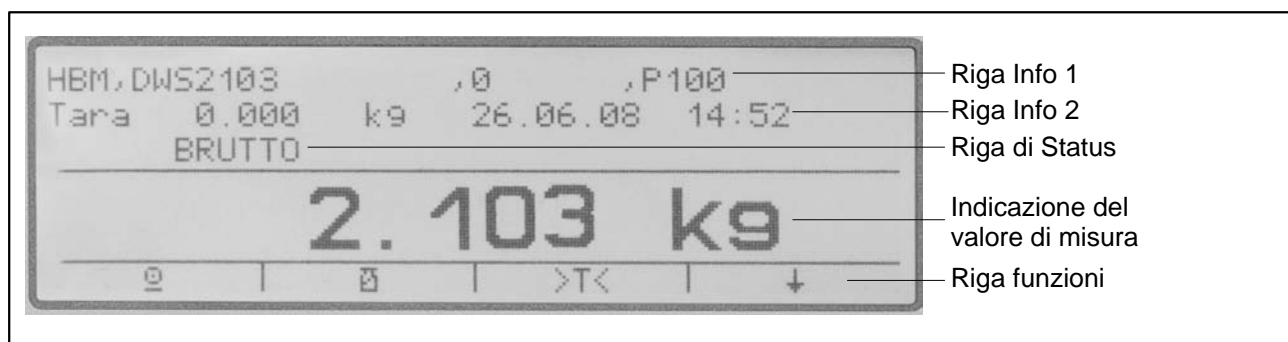 HBM,DWS2103 ,0 ,P100
Riga Info 1
Tara 0.000 kg 26.06.08 14:52
Riga Info 2
BRUTTO
Riga di Status
2.103 kg
Indicazione del
valore di misura
>T<
Riga funzioni